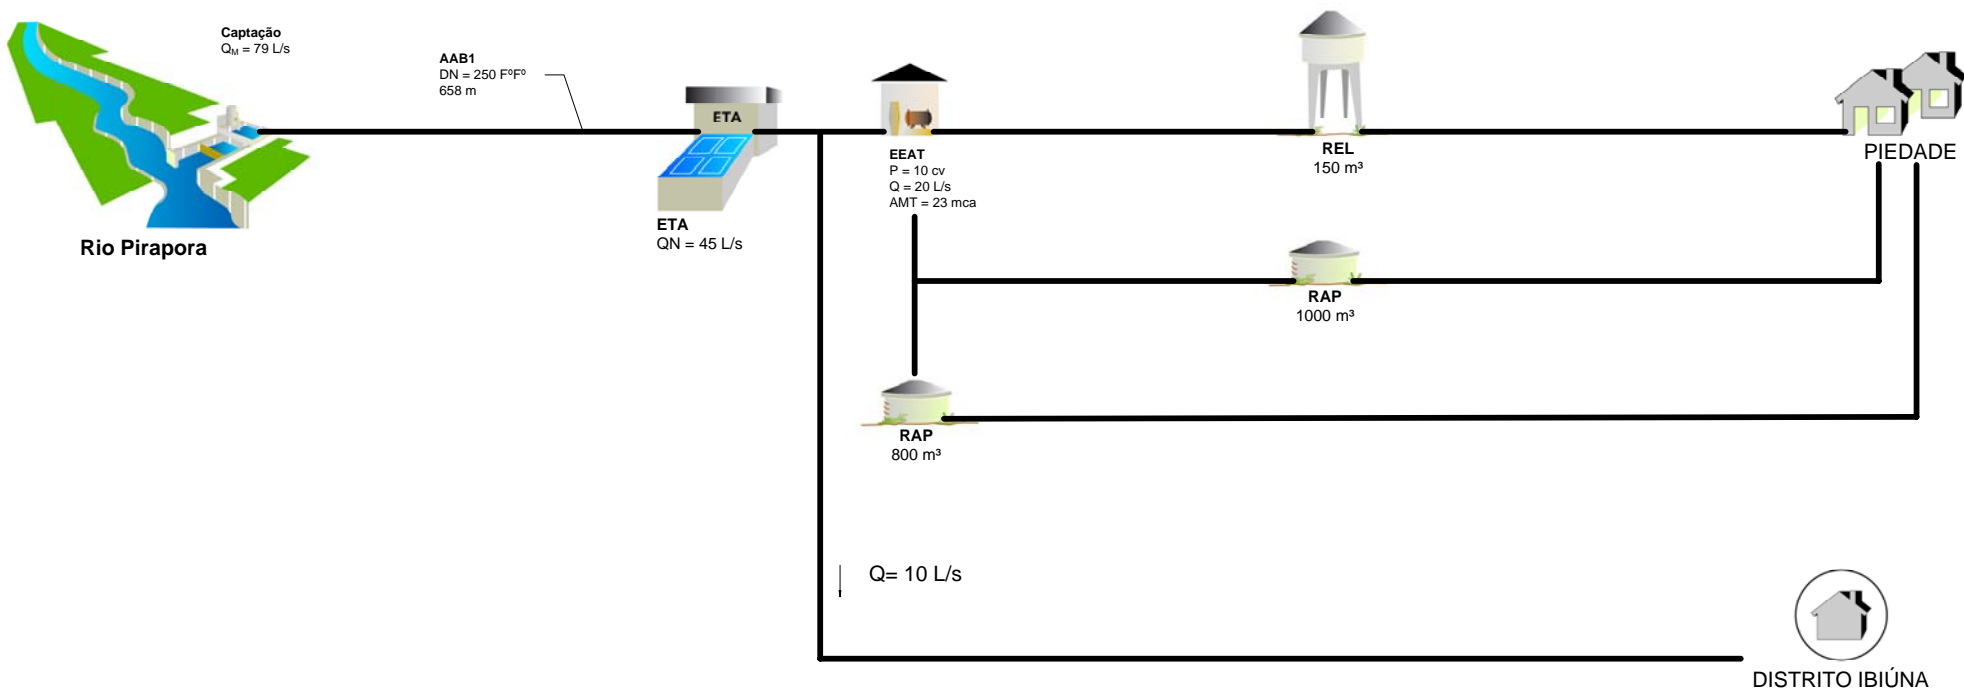 Captação
QM = 79 L/s
AAB1
DN = 250 FºFº
658 m
ETA
ETA
QN = 45 L/s
Rio Pirapora
EEAT
P = 10 cv
Q = 20 L/s
AMT = 23 mca
REL
150 m³
PIEDADE
RAP
1000 m³
RAP
800 m³
Q= 10 L/s
DISTRITO IBIÚNA